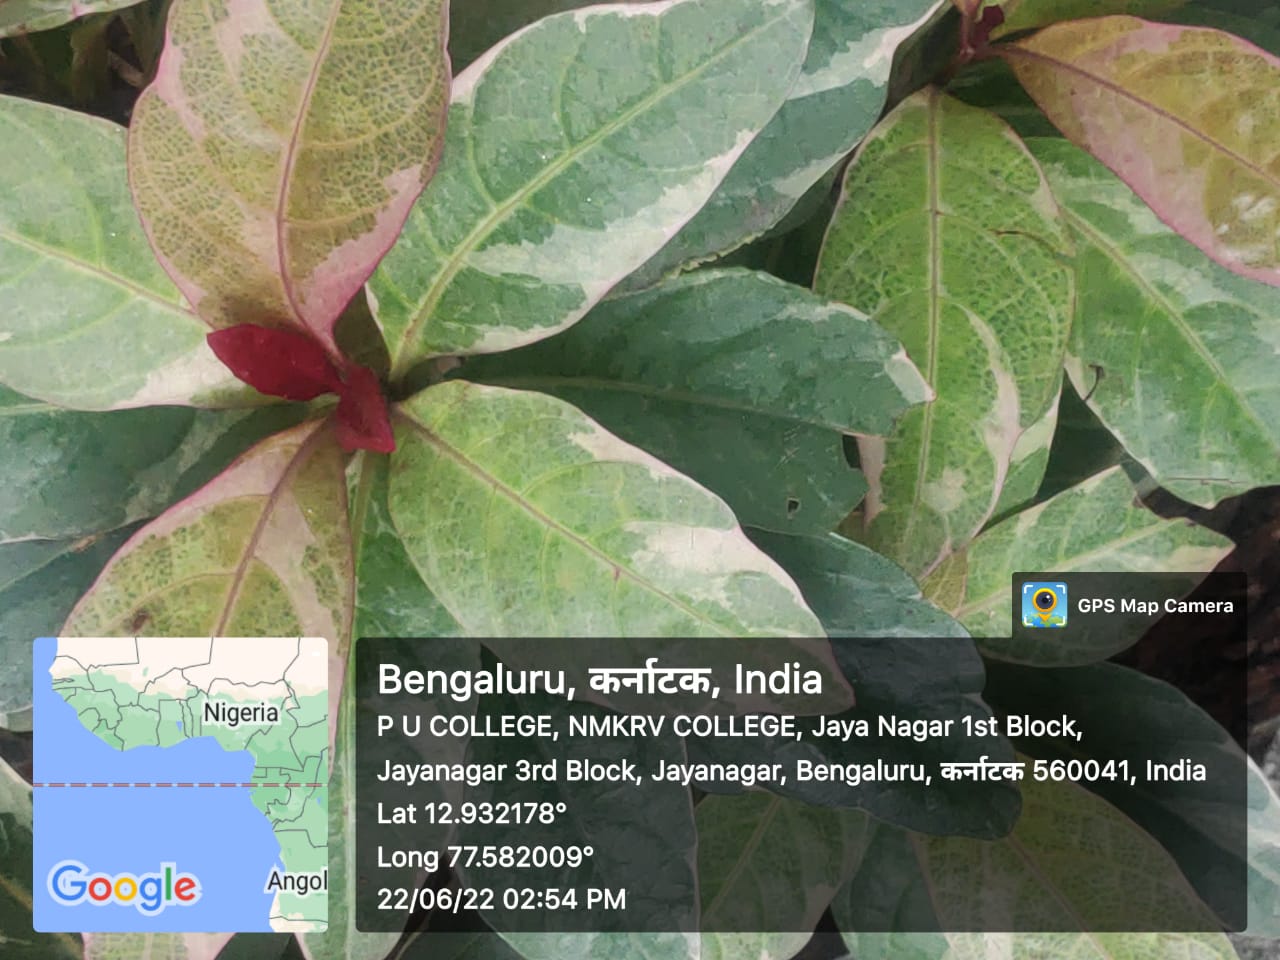 GPS Map Camera
Bengaluru, कर्नाटक, India
P U COLLEGE, NMKRV COLLEGE, Jaya Nagar 1st Block,
Jayanagar 3rd Block, Jayanagar, Bengaluru, कर्नाटक 560041, India
Lat 12.932178°
Long 77.582009°
22/06/22 02:54 PM
Nigeria
Angol
Google